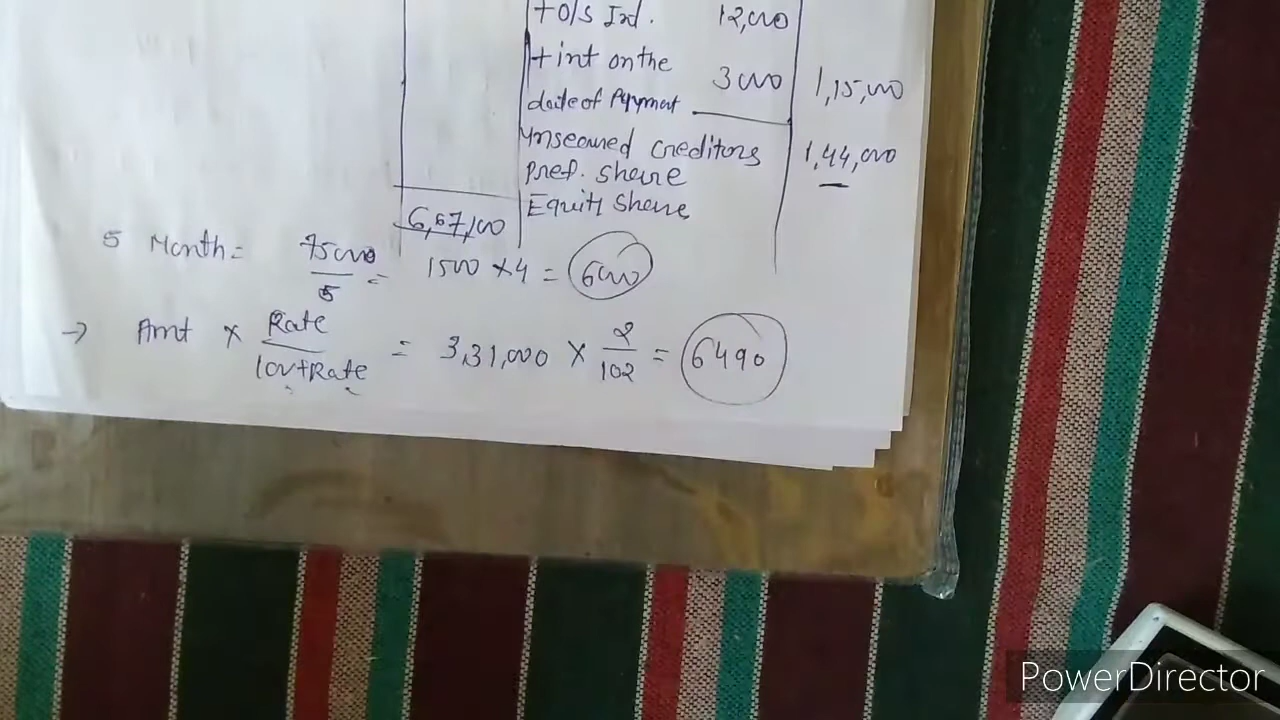 + o/s Int. 12,000
+ int on the
date of Payment 3000 1,15,000
Unsecured Creditors 1,44,000
Pref. Share
Equity Share
6,67,100
5 Month = 7500/5 = 1500 × 4 = 6000
→ Amt × Rate/100+Rate = 3,31,000 × 2/102 = 6490
PowerDirector